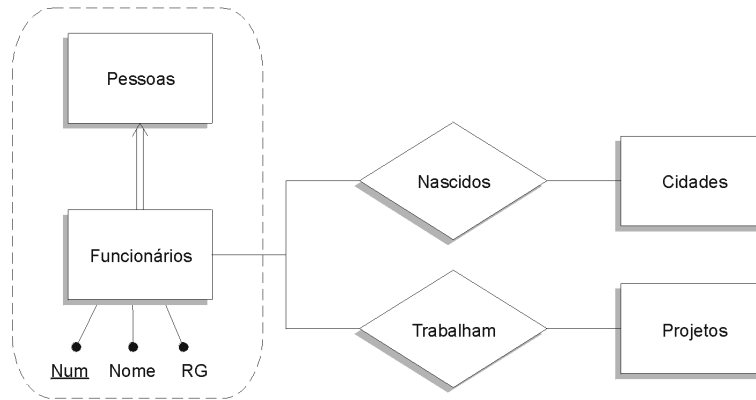 Pessoas
Nascidos
Cidades
Funcionários
Trabalham
Projetos
Num
Nome
RG